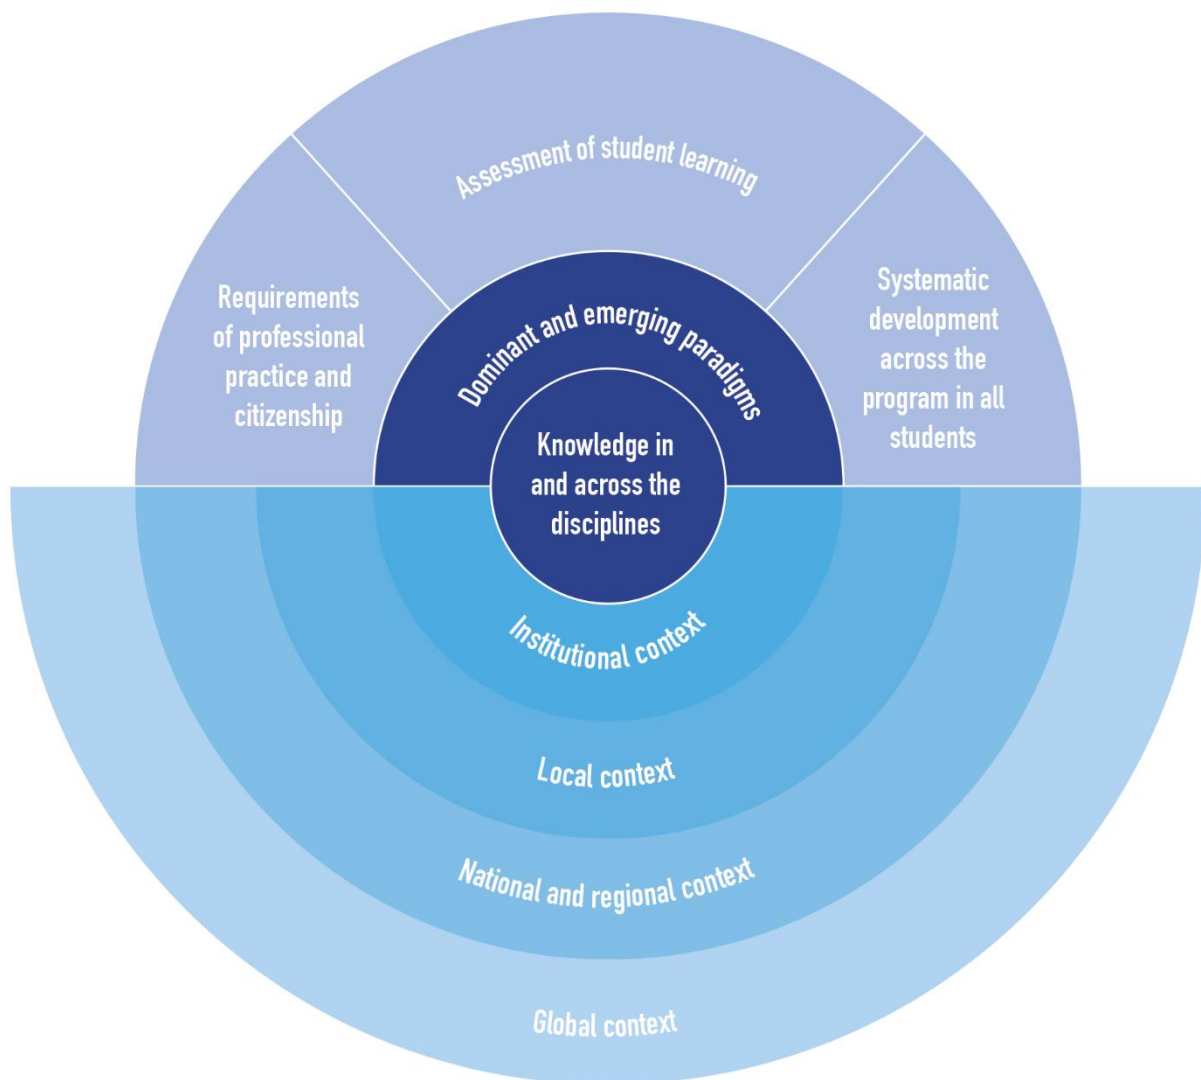 Assessment of student learning
Requirements
of professional
practice and
citizenship
Dominant and emerging paradigms
Systematic
development
across the
program in all
students
Knowledge in
and across the
disciplines
Institutional context
Local context
National and regional context
Global context